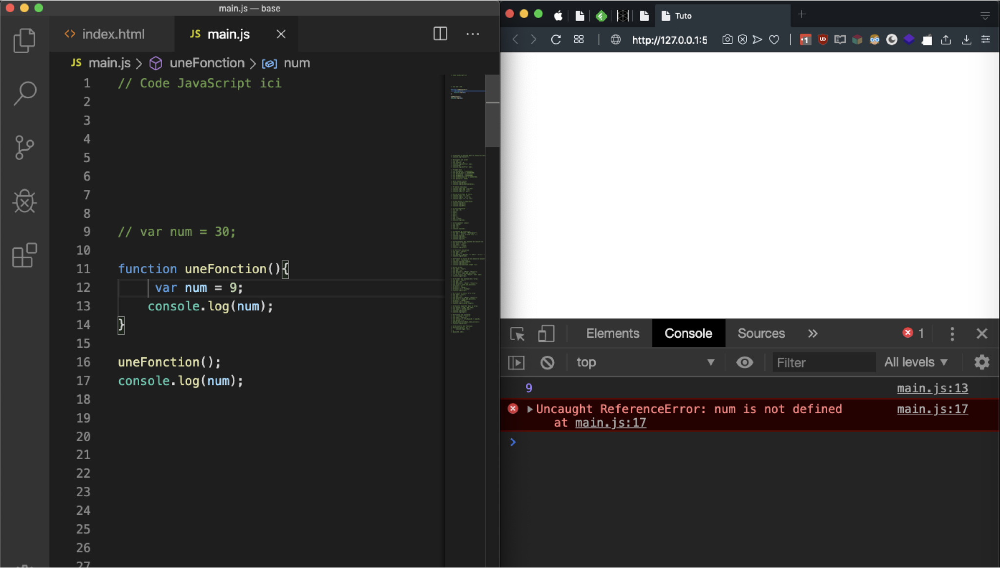 main.js — base
index.html
JS main.js
JS main.js > uneFonction > num
1 // Code JavaScript ici
2
3
4
5
6
7
8
9 // var num = 30;
10
11 function uneFonction(){
12 var num = 9;
13 console.log(num);
14 }
15
16 uneFonction();
17 console.log(num);
18
19
20
21
22
23
24
25
26
27
Tuto
http://127.0.0.1:5
Elements Console Sources » 1
top Filter All levels
9 main.js:13
Uncaught ReferenceError: num is not defined main.js:17
at main.js:17